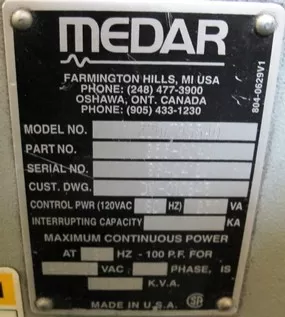 MEDAR
FARMINGTON HILLS, MI USA
PHONE: (248) 477-3900
OSHAWA, ONT. CANADA
PHONE: (905) 433-1230
804-0629V1
MODEL NO.
PART NO.
SERIAL NO.
CUST. DWG.
CONTROL PWR (120VAC HZ) VA
INTERRUPTING CAPACITY KA
MAXIMUM CONTINUOUS POWER
AT HZ - 100 P.F. FOR
VAC PHASE, IS
K.V.A.
MADE IN U.S.A.